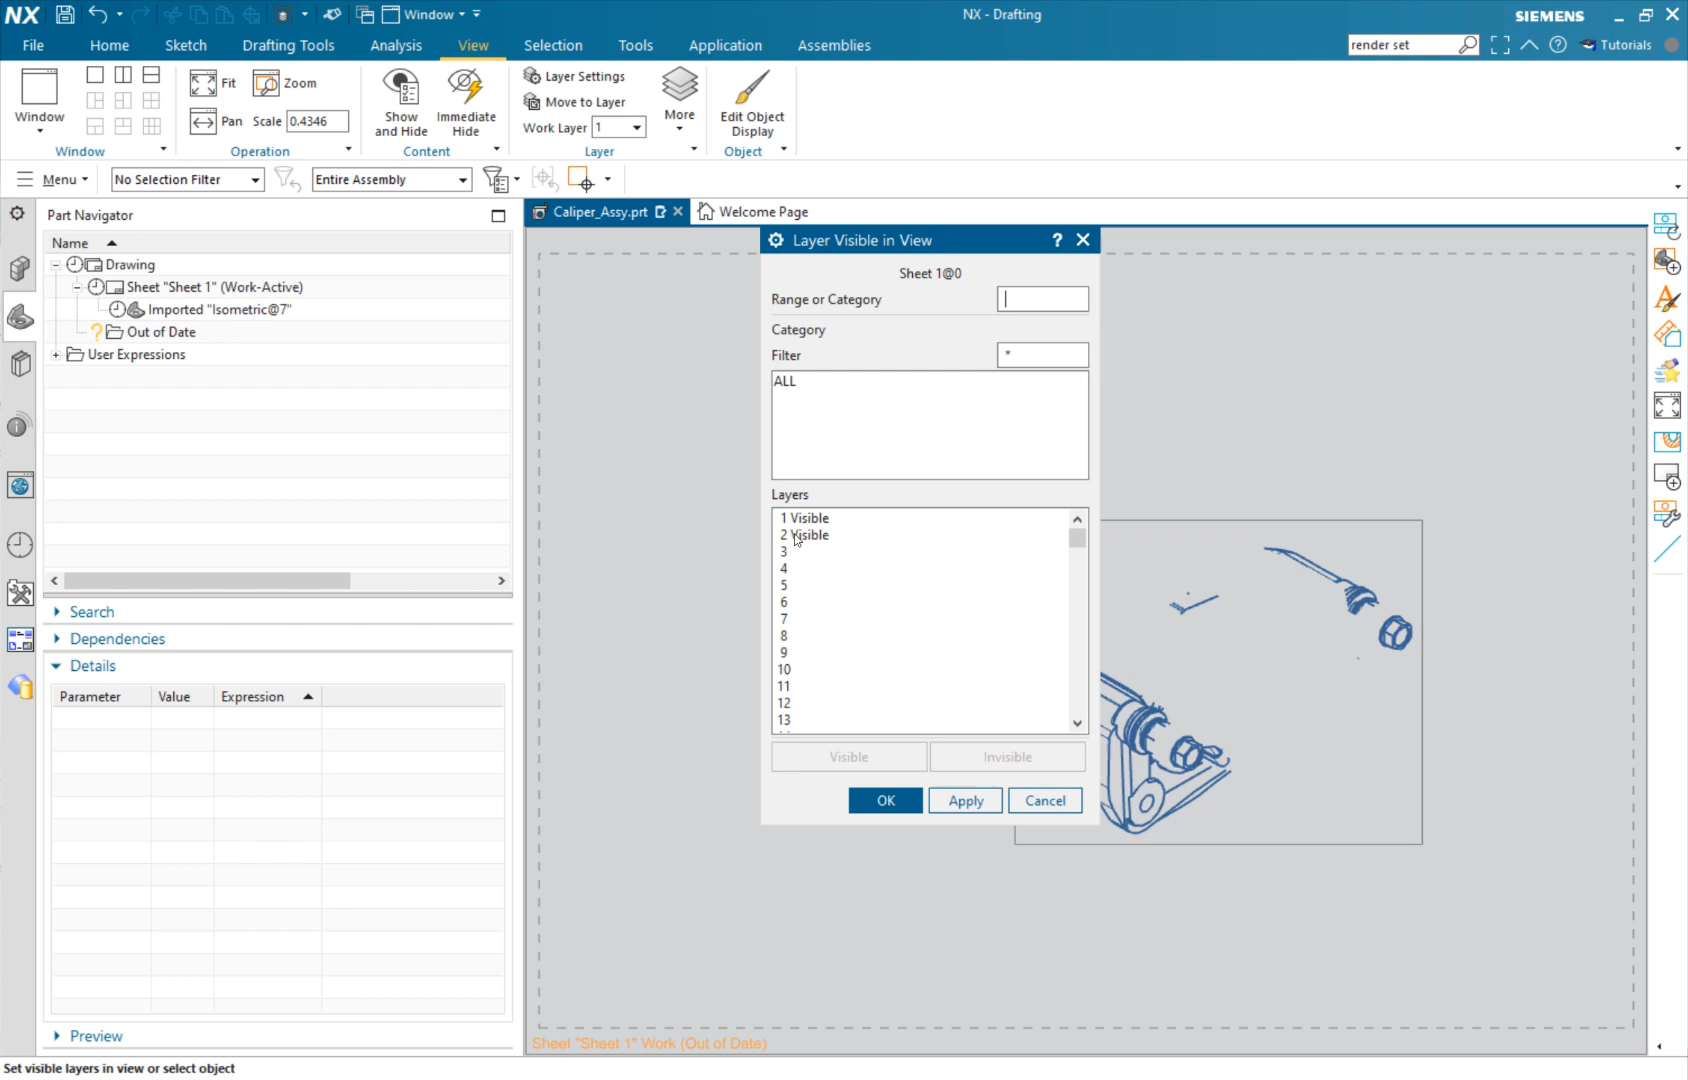 NX
Window
NX - Drafting
SIEMENS
File
Home
Sketch
Drafting Tools
Analysis
View
Selection
Tools
Application
Assemblies
render set
Tutorials
Window
Fit
Zoom
Pan
Scale 0.4346
Show and Hide
Immediate Hide
Layer Settings
Move to Layer
Work Layer 1
More
Edit Object Display
Window
Operation
Content
Layer
Object
Menu
No Selection Filter
Entire Assembly
Part Navigator
Caliper_Assy.prt
Welcome Page
Name
Drawing
Sheet "Sheet 1" (Work-Active)
Imported "Isometric@7"
Out of Date
User Expressions
Search
Dependencies
Details
Parameter
Value
Expression
Preview
Layer Visible in View
Sheet 1@0
Range or Category
Category
Filter
*
ALL
Layers
1 Visible
2 Visible
3
4
5
6
7
8
9
10
11
12
13
Visible
Invisible
OK
Apply
Cancel
Sheet "Sheet 1" Work (Out of Date)
Set visible layers in view or select object